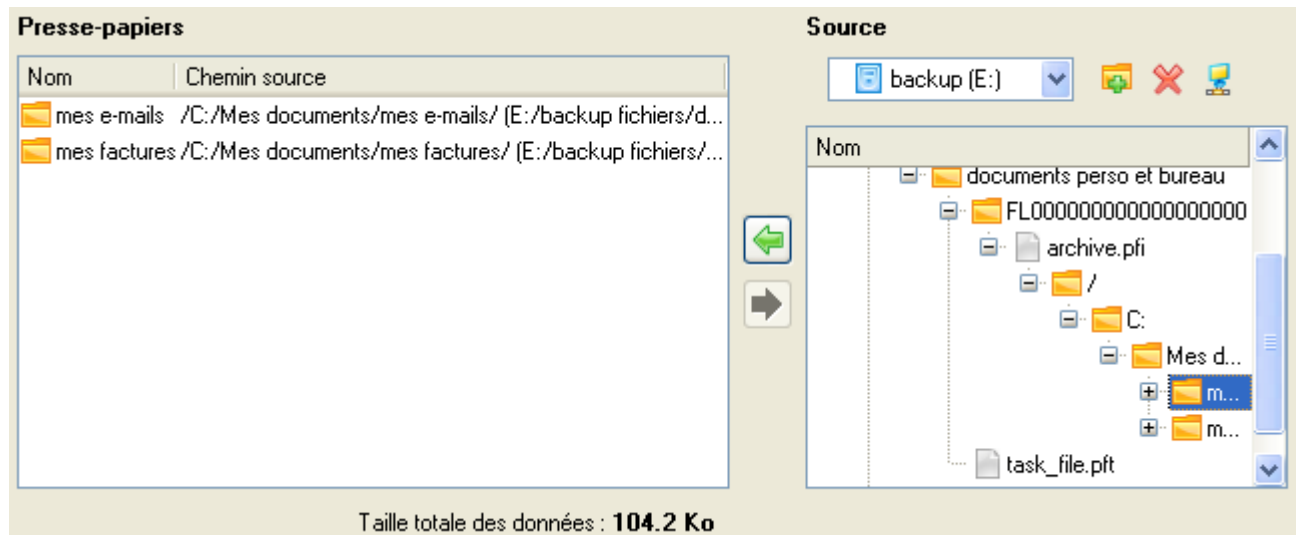 Presse-papiers
Nom Chemin source
mes e-mails /C:/Mes documents/mes e-mails/ (E:/backup fichiers/d...
mes factures /C:/Mes documents/mes factures/ (E:/backup fichiers/...
Taille totale des données : 104.2 Ko
Source
backup (E:)
Nom
documents perso et bureau
FL0000000000000000000
archive.pfi
/
C:
Mes d...
m...
m...
task_file.pft